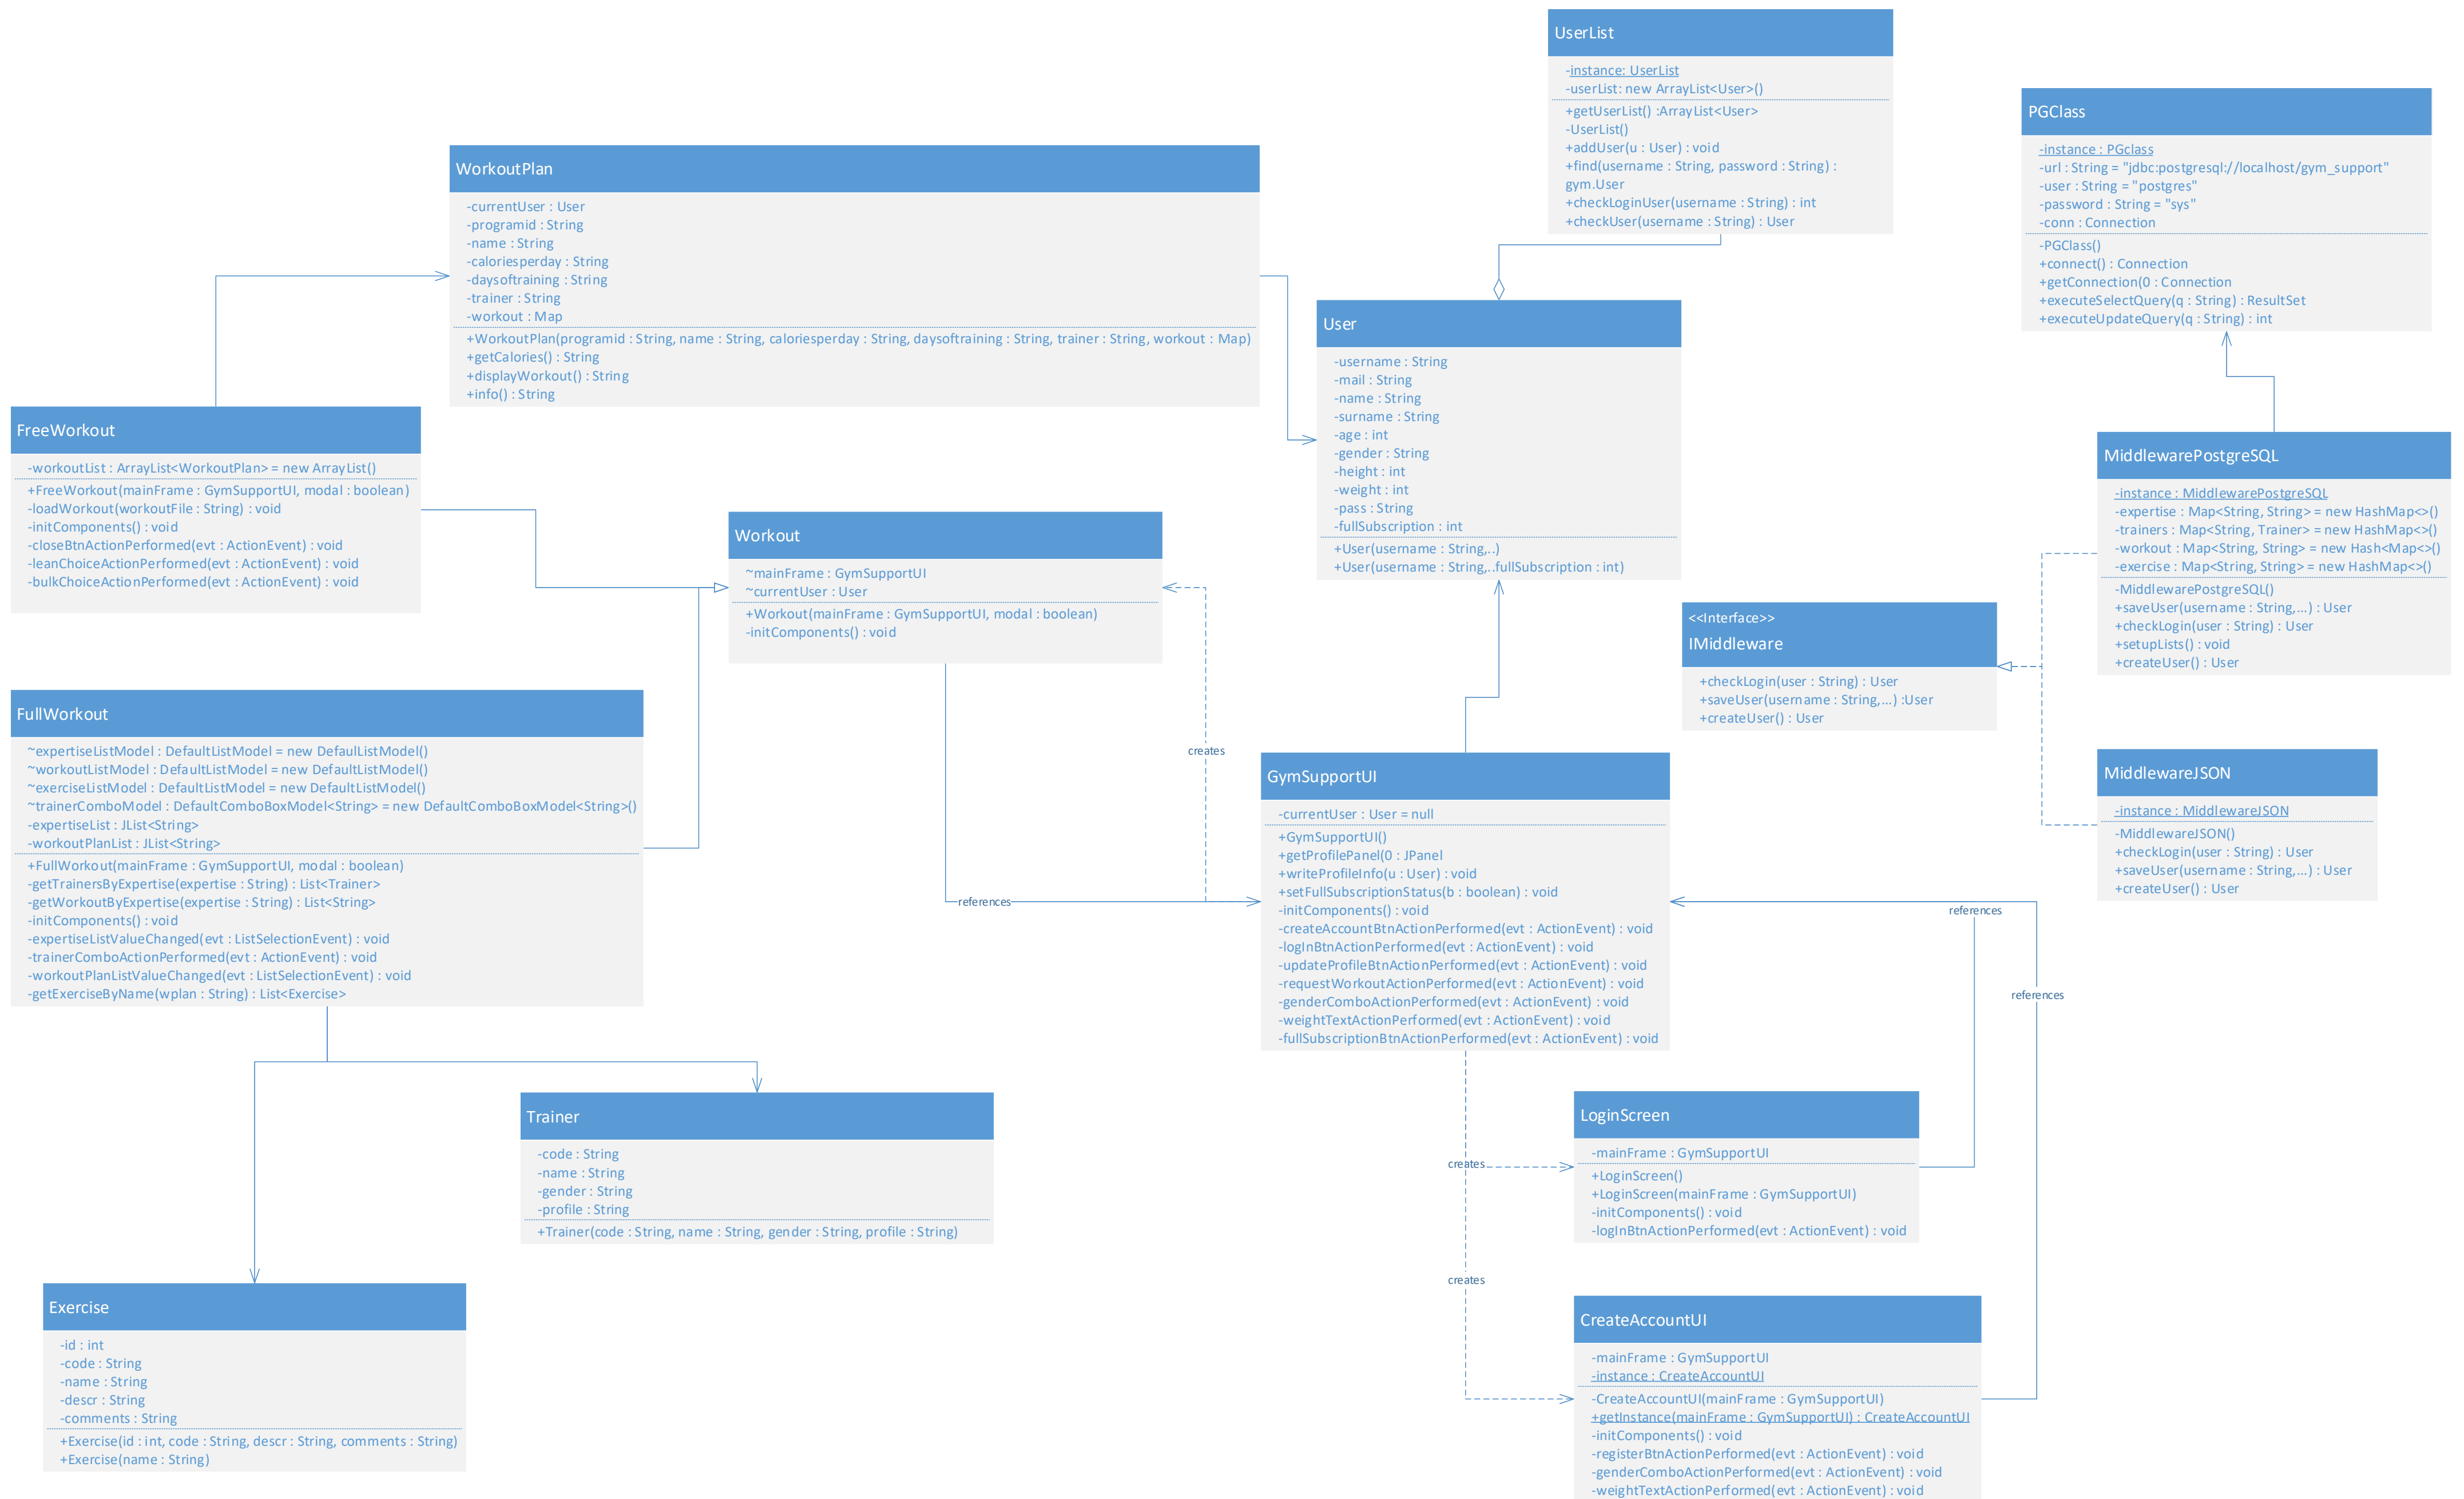 UserList
-instance: UserList
-userList: new ArrayList<User>()
+getUserList() :ArrayList<User>
-UserList()
+addUser(u : User) : void
+find(username : String, password : String) :
gym.User
+checkLoginUser(username : String) : int
+checkUser(username : String) : User
PGClass
-instance : PGclass
-url : String = "jdbc:postgresql://localhost/gym_support"
-user : String = "postgres"
-password : String = "sys"
-conn : Connection
-PGClass()
+connect() : Connection
+getConnection(0 : Connection
+executeSelectQuery(q : String) : ResultSet
+executeUpdateQuery(q : String) : int
WorkoutPlan
-currentUser : User
-programid : String
-name : String
-caloriesperday : String
-daysoftraining : String
-trainer : String
-workout : Map
+WorkoutPlan(programid : String, name : String, caloriesperday : String, daysoftraining : String, trainer : String, workout : Map)
+getCalories() : String
+displayWorkout() : String
+info() : String
User
-username : String
-mail : String
-name : String
-surname : String
-age : int
-gender : String
-height : int
-weight : int
-pass : String
-fullSubscription : int
+User(username : String,..)
+User(username : String,..fullSubscription : int)
FreeWorkout
-workoutList : ArrayList<WorkoutPlan> = new ArrayList()
+FreeWorkout(mainFrame : GymSupportUI, modal : boolean)
-loadWorkout(workoutFile : String) : void
-initComponents() : void
-closeBtnActionPerformed(evt : ActionEvent) : void
-leanChoiceActionPerformed(evt : ActionEvent) : void
-bulkChoiceActionPerformed(evt : ActionEvent) : void
MiddlewarePostgreSQL
-instance : MiddlewarePostgreSQL
-expertise : Map<String, String> = new HashMap<>()
-trainers : Map<String, Trainer> = new HashMap<>()
-workout : Map<String, String> = new Hash<Map<>()
-exercise : Map<String, String> = new HashMap<>()
-MiddlewarePostgreSQL()
+saveUser(username : String,...) : User
+checkLogin(user : String) : User
+setupLists() : void
+createUser() : User
Workout
~mainFrame : GymSupportUI
~currentUser : User
+Workout(mainFrame : GymSupportUI, modal : boolean)
-initComponents() : void
<<Interface>>
IMiddleware
+checkLogin(user : String) : User
+saveUser(username : String,...) :User
+createUser() : User
FullWorkout
~expertiseListModel : DefaultListModel = new DefaulListModel()
~workoutListModel : DefaultListModel = new DefaultListModel()
~exerciseListModel : DefaultListModel = new DefaultListModel()
~trainerComboModel : DefaultComboBoxModel<String> = new DefaultComboBoxModel<String>()
-expertiseList : JList<String>
-workoutPlanList : JList<String>
+FullWorkout(mainFrame : GymSupportUI, modal : boolean)
-getTrainersByExpertise(expertise : String) : List<Trainer>
-getWorkoutByExpertise(expertise : String) : List<String>
-initComponents() : void
-expertiseListValueChanged(evt : ListSelectionEvent) : void
-trainerComboActionPerformed(evt : ActionEvent) : void
-workoutPlanListValueChanged(evt : ListSelectionEvent) : void
-getExerciseByName(wplan : String) : List<Exercise>
creates
references
GymSupportUI
-currentUser : User = null
+GymSupportUI()
+getProfilePanel(0 : JPanel
+writeProfileInfo(u : User) : void
+setFullSubscriptionStatus(b : boolean) : void
-initComponents() : void
-createAccountBtnActionPerformed(evt : ActionEvent) : void
-logInBtnActionPerformed(evt : ActionEvent) : void
-updateProfileBtnActionPerformed(evt : ActionEvent) : void
-requestWorkoutActionPerformed(evt : ActionEvent) : void
-genderComboActionPerformed(evt : ActionEvent) : void
-weightTextActionPerformed(evt : ActionEvent) : void
-fullSubscriptionBtnActionPerformed(evt : ActionEvent) : void
MiddlewareJSON
-instance : MiddlewareJSON
-MiddlewareJSON()
+checkLogin(user : String) : User
+saveUser(username : String,...) : User
+createUser() : User
references
references
Trainer
-code : String
-name : String
-gender : String
-profile : String
+Trainer(code : String, name : String, gender : String, profile : String)
creates
LoginScreen
-mainFrame : GymSupportUI
+LoginScreen()
+LoginScreen(mainFrame : GymSupportUI)
-initComponents() : void
-logInBtnActionPerformed(evt : ActionEvent) : void
creates
Exercise
-id : int
-code : String
-name : String
-descr : String
-comments : String
+Exercise(id : int, code : String, descr : String, comments : String)
+Exercise(name : String)
CreateAccountUI
-mainFrame : GymSupportUI
-instance : CreateAccountUI
-CreateAccountUI(mainFrame : GymSupportUI)
+getInstance(mainFrame : GymSupportUI) : CreateAccountUI
-initComponents() : void
-registerBtnActionPerformed(evt : ActionEvent) : void
-genderComboActionPerformed(evt : ActionEvent) : void
-weightTextActionPerformed(evt : ActionEvent) : void